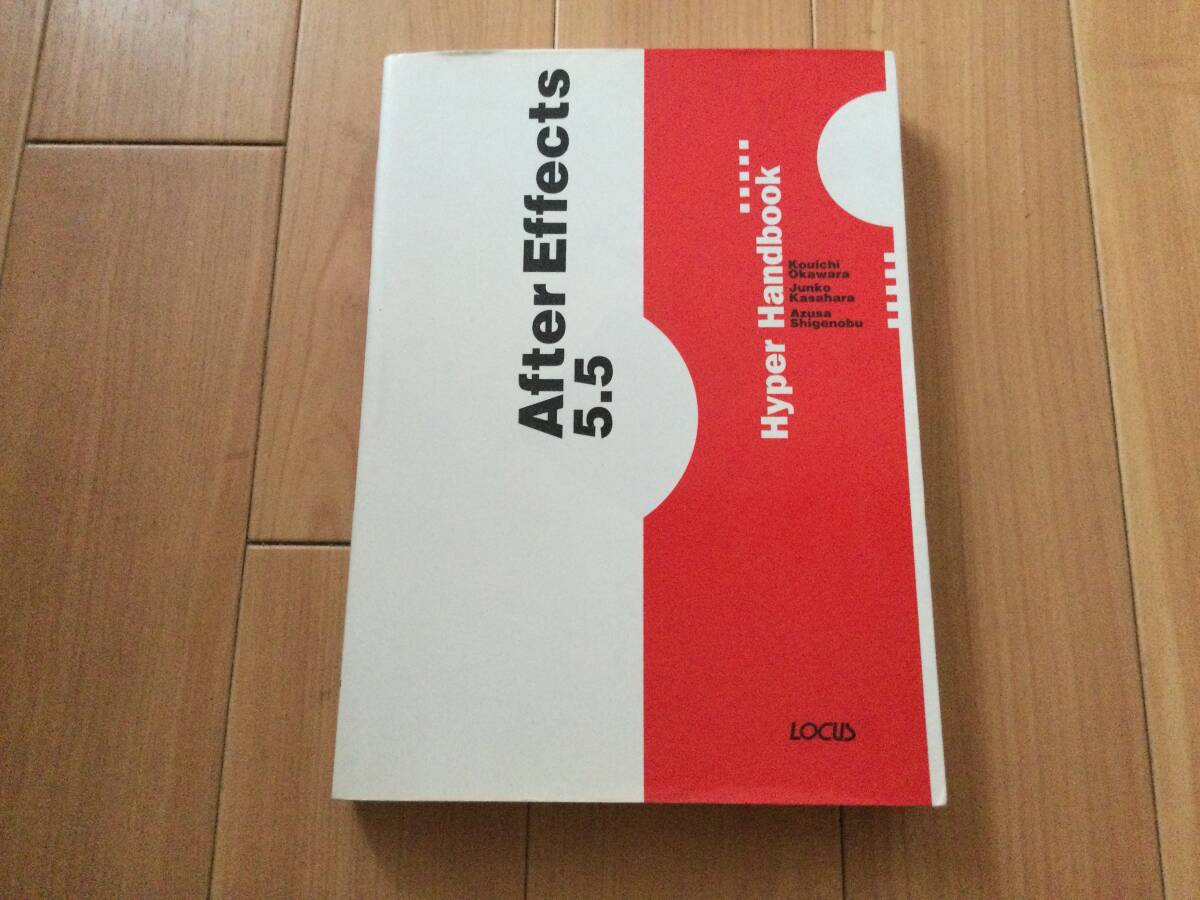 After Effects
5.5
Hyper Handbook
Kouichi
Okawara
Junko
Kasahara
Azusa
Shigenobu
LOCUS